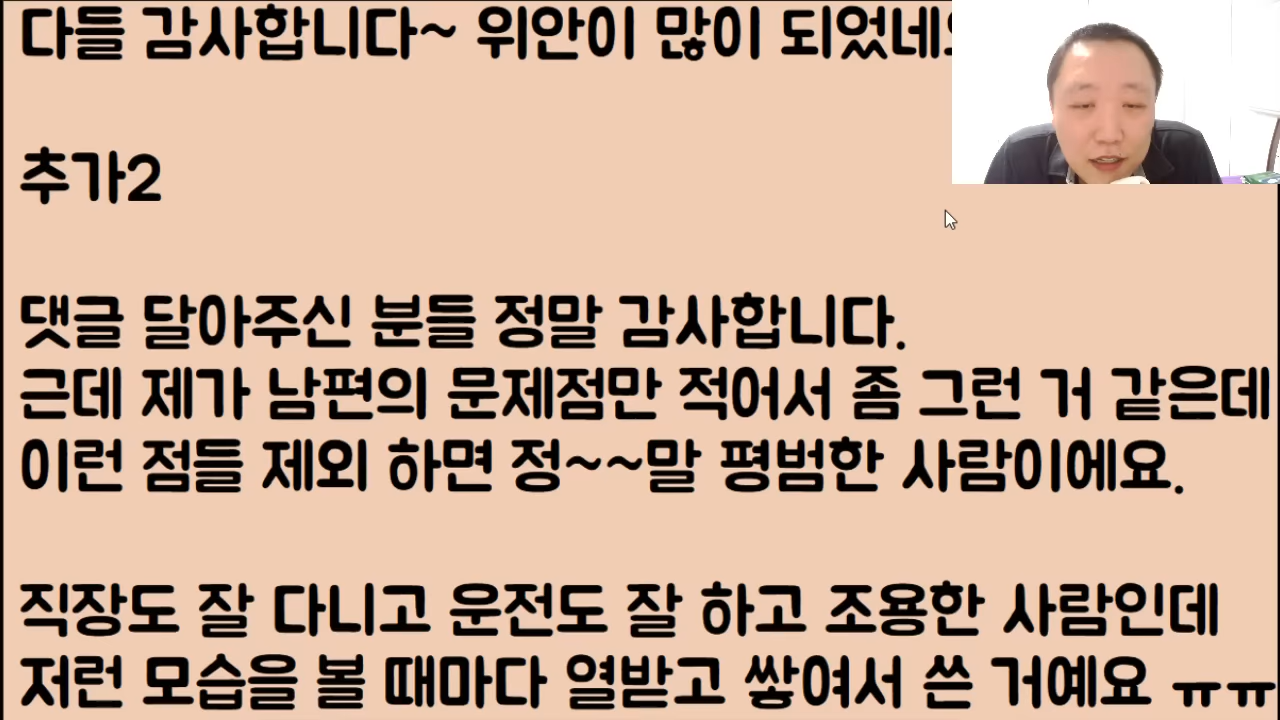 다들 감사합니다~ 위안이 많이 되었네
추가2
댓글 달아주신 분들 정말 감사합니다.
근데 제가 남편의 문제점만 적어서 좀 그런 거 같은데
이런 점들 제외 하면 정~~말 평범한 사람이에요.
직장도 잘 다니고 운전도 잘 하고 조용한 사람인데
저런 모습을 볼 때마다 열받고 쌓여서 쓴 거예요 ㅠㅠ